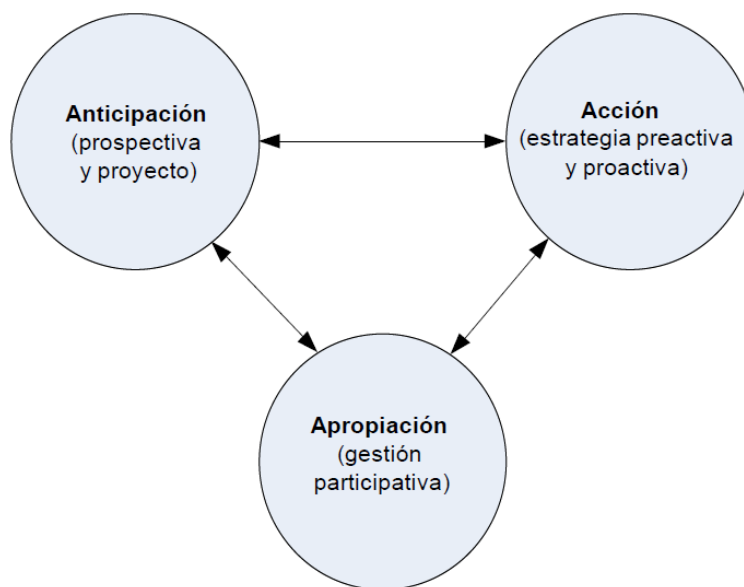 Anticipación
(prospectiva
y proyecto)
Acción
(estrategia preactiva
y proactiva)
Apropiación
(gestión
participativa)